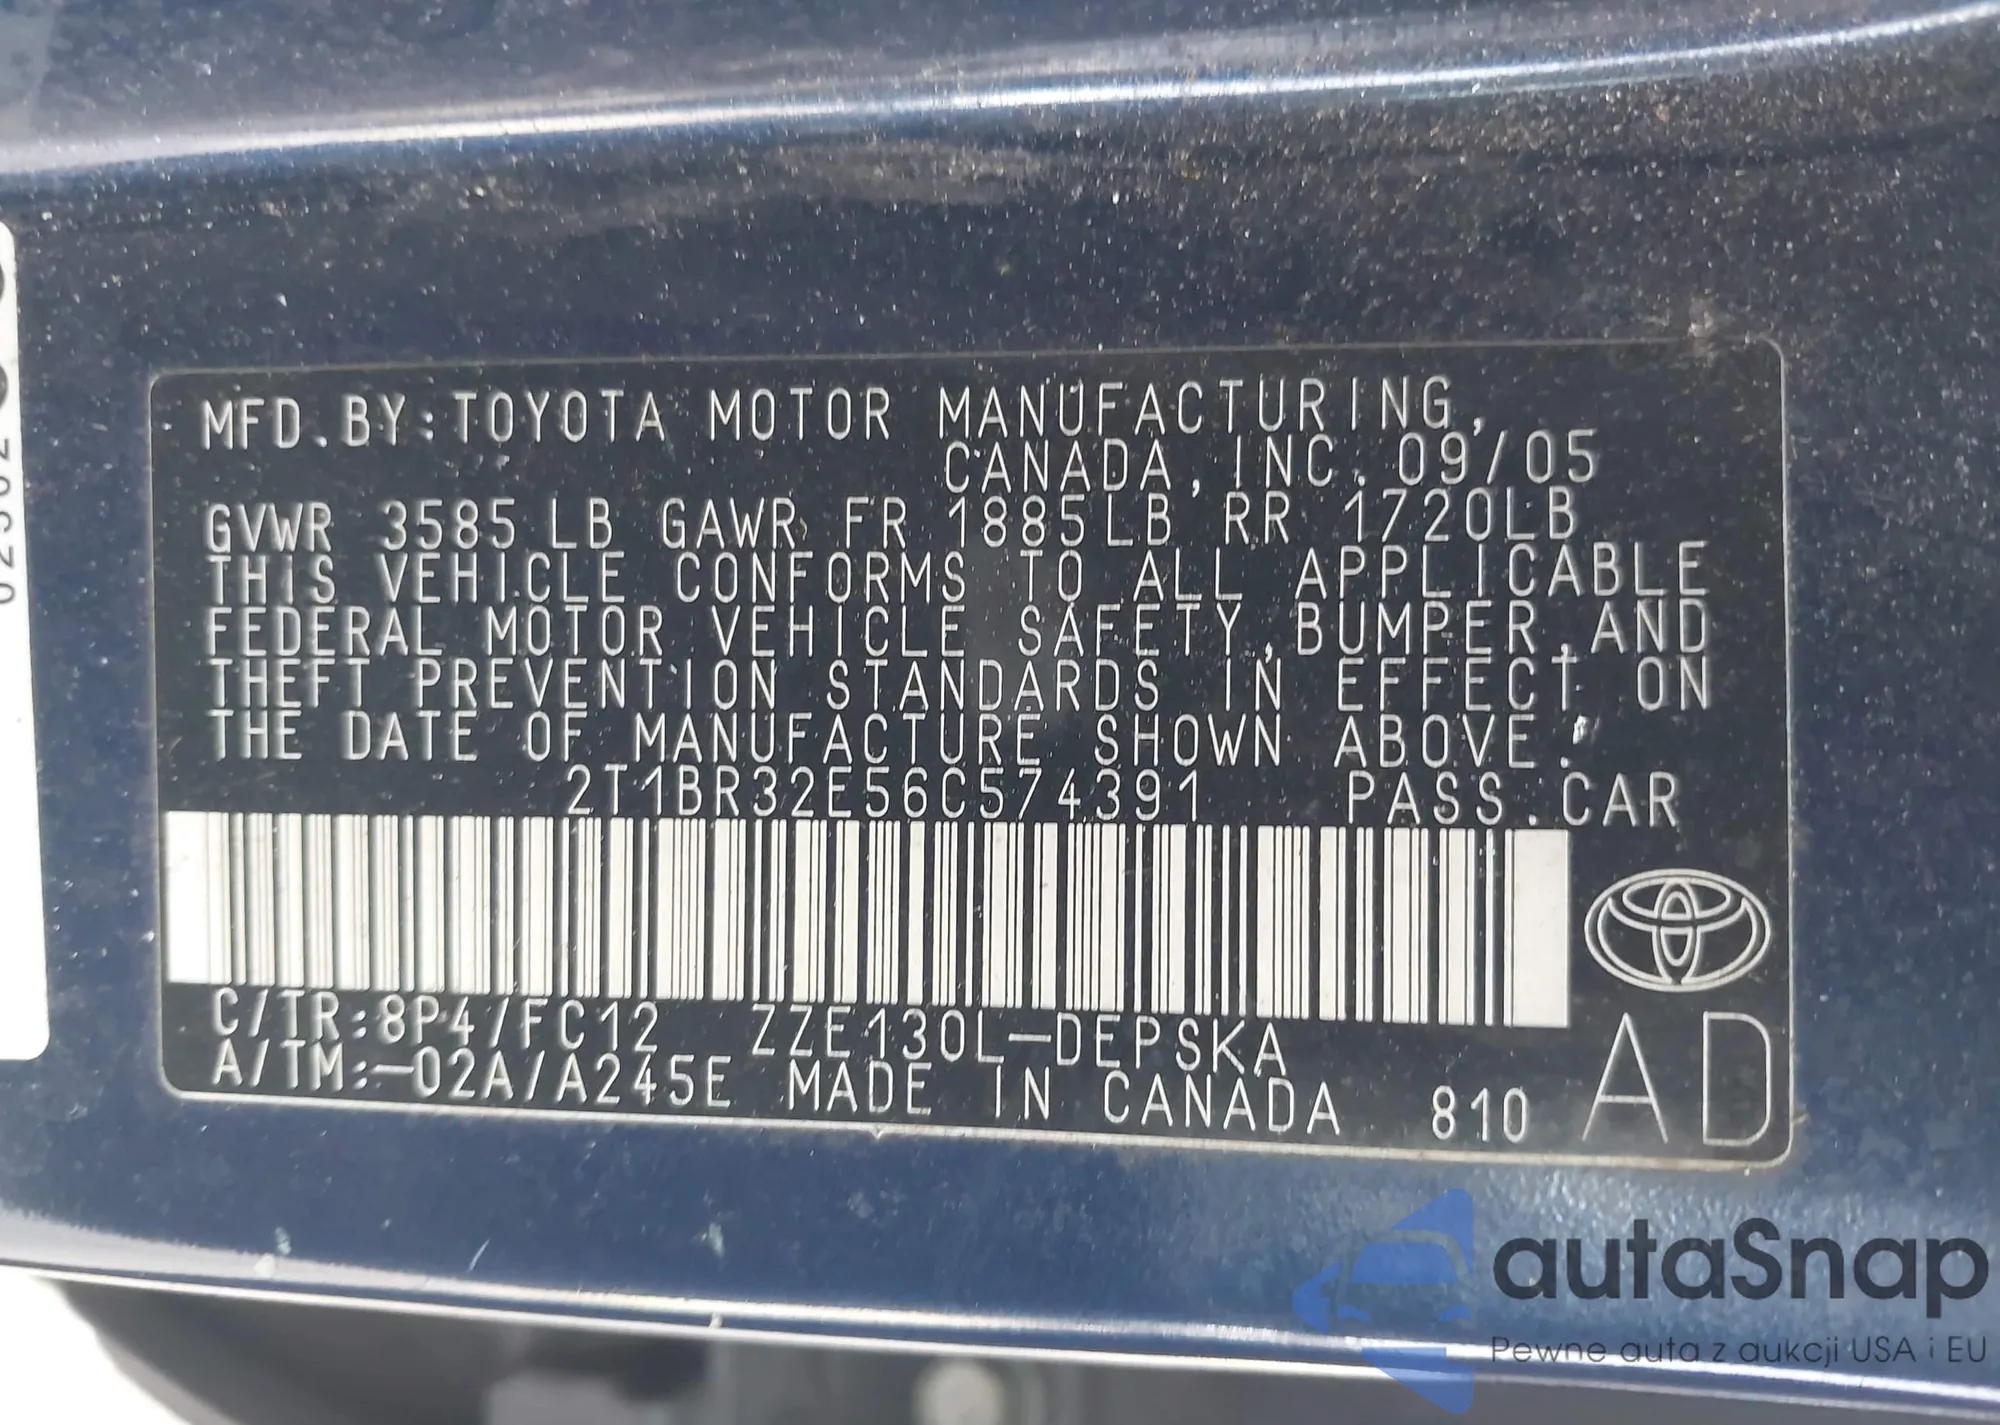 MFD.BY:TOYOTA MOTOR MANUFACTURING,
CANADA,INC. 09/05
GVWR 3585LB GAWR FR 1885LB RR 1720LB
THIS VEHICLE CONFORMS TO ALL APPLICABLE
FEDERAL MOTOR VEHICLE SAFETY,BUMPER,AND
THEFT PREVENTION STANDARDS IN EFFECT ON
THE DATE OF MANUFACTURE SHOWN ABOVE.
2T1BR32E56C574391 PASS.CAR
C/TR:8P4/FC12 ZZE130L-DEPSKA
A/TM:-02A/A245E MADE IN CANADA 810
AD
autaSnap
Pewne auta z aukcji USA i EU